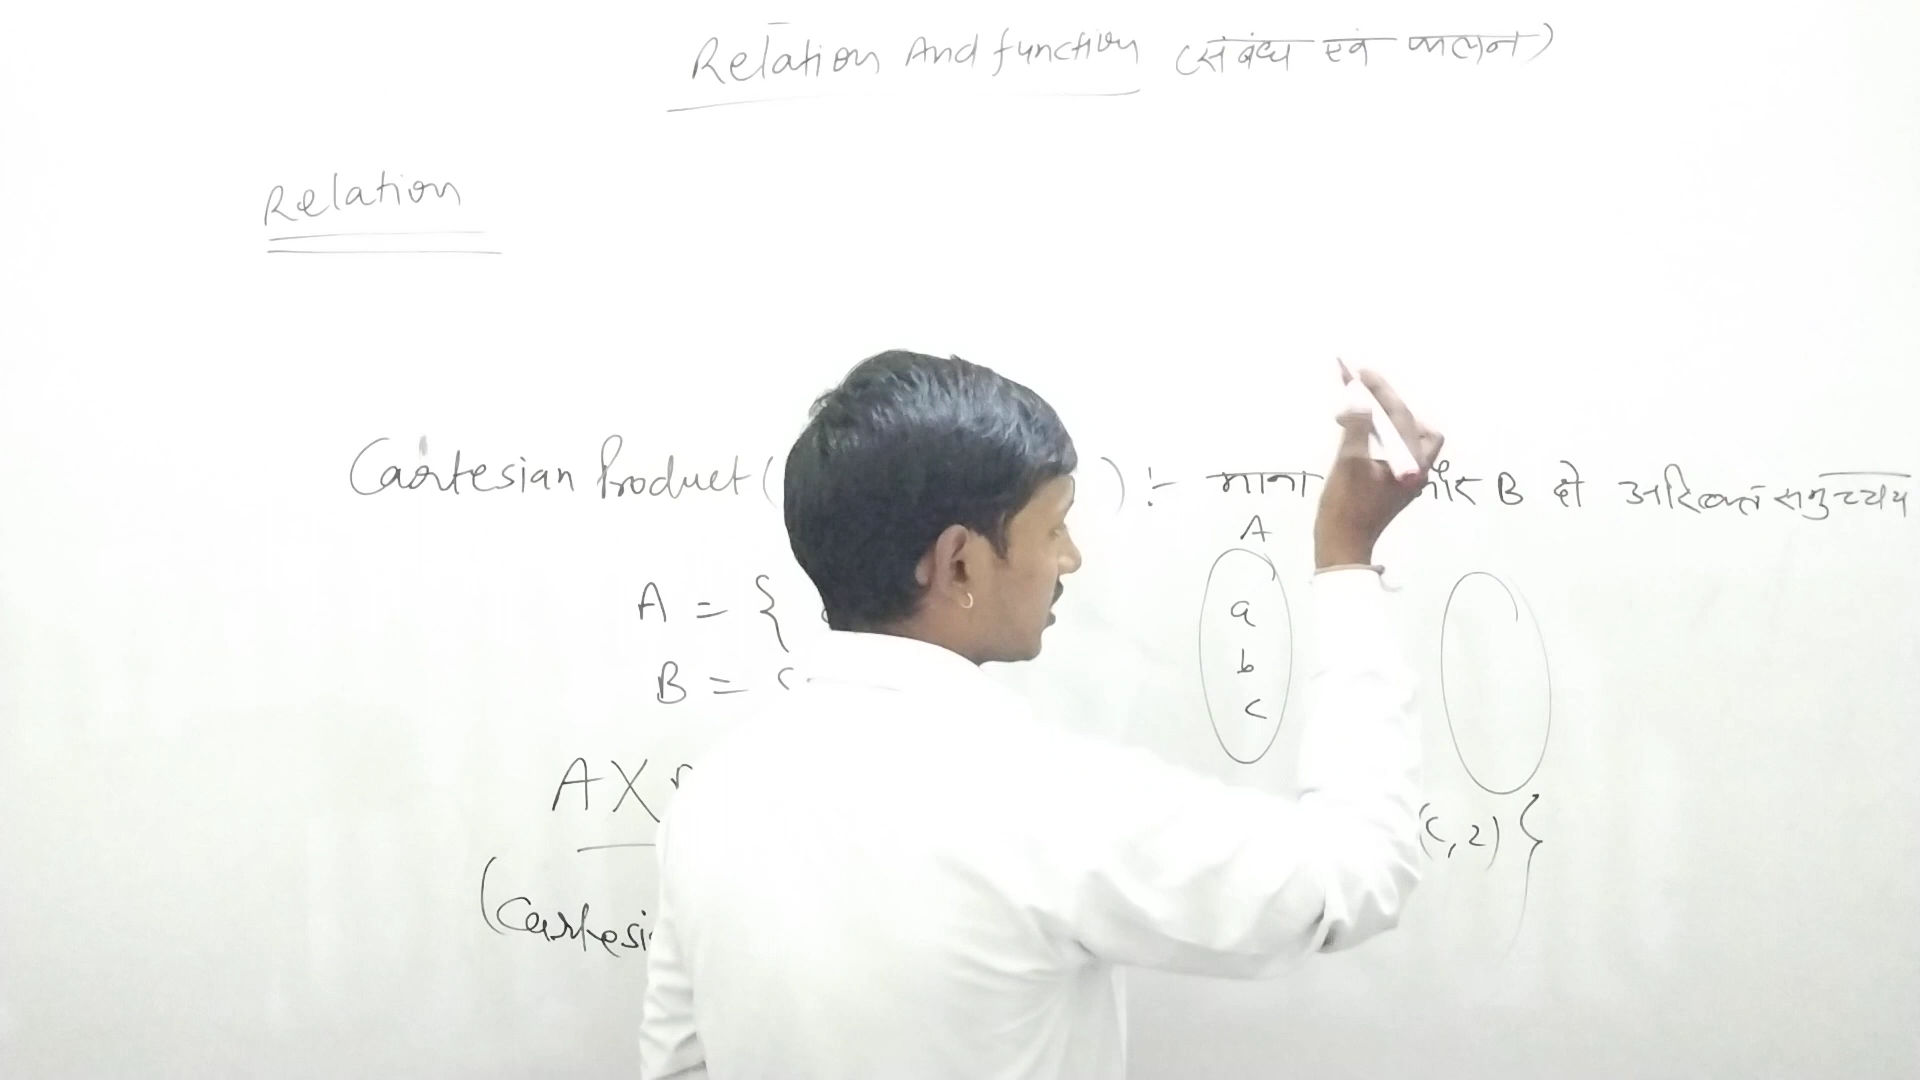 Relation And function (संबंध एवं फलन)
Relation
Cartesian Product ( ) :- माना और B दो अरिक्त समुच्चय
A
A = {
a
b
B =
c
A X
(c, 2) }
(Cartesi